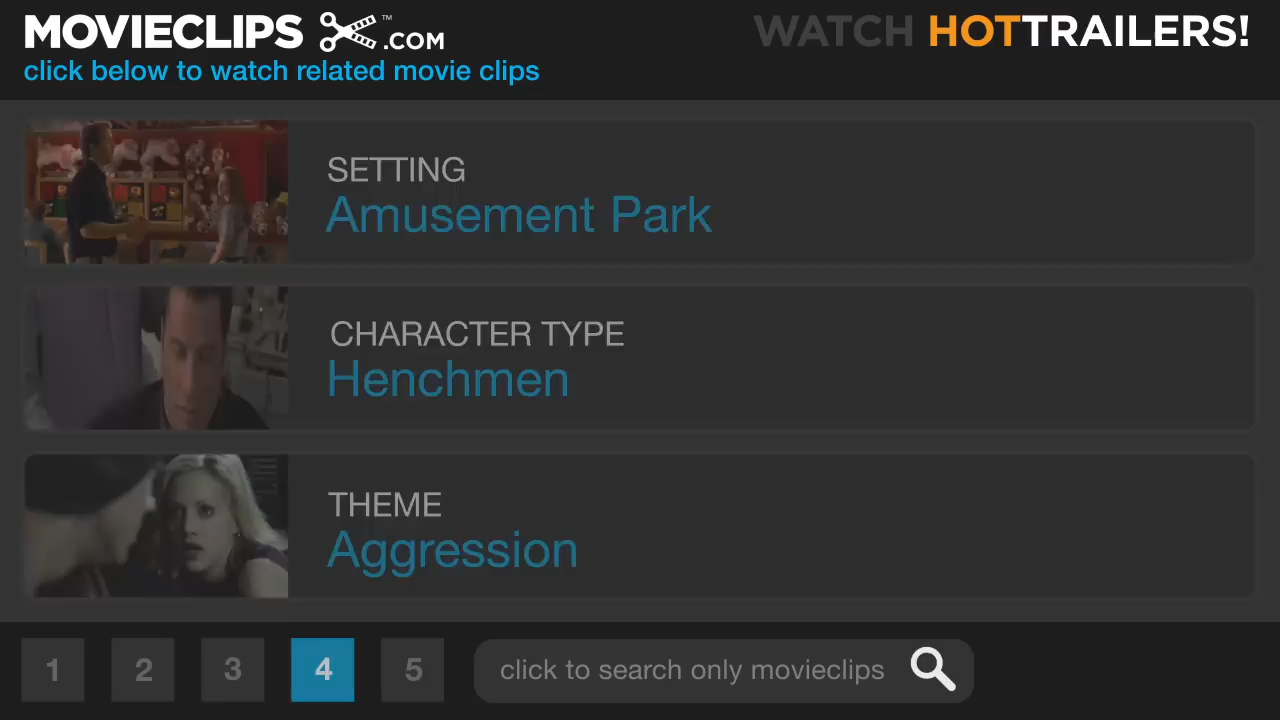 MOVIECLIPS ™ .COM
WATCH HOTTRAILERS!
click below to watch related movie clips
SETTING
Amusement Park
CHARACTER TYPE
Henchmen
THEME
Aggression
1 2 3 4 5 click to search only movieclips